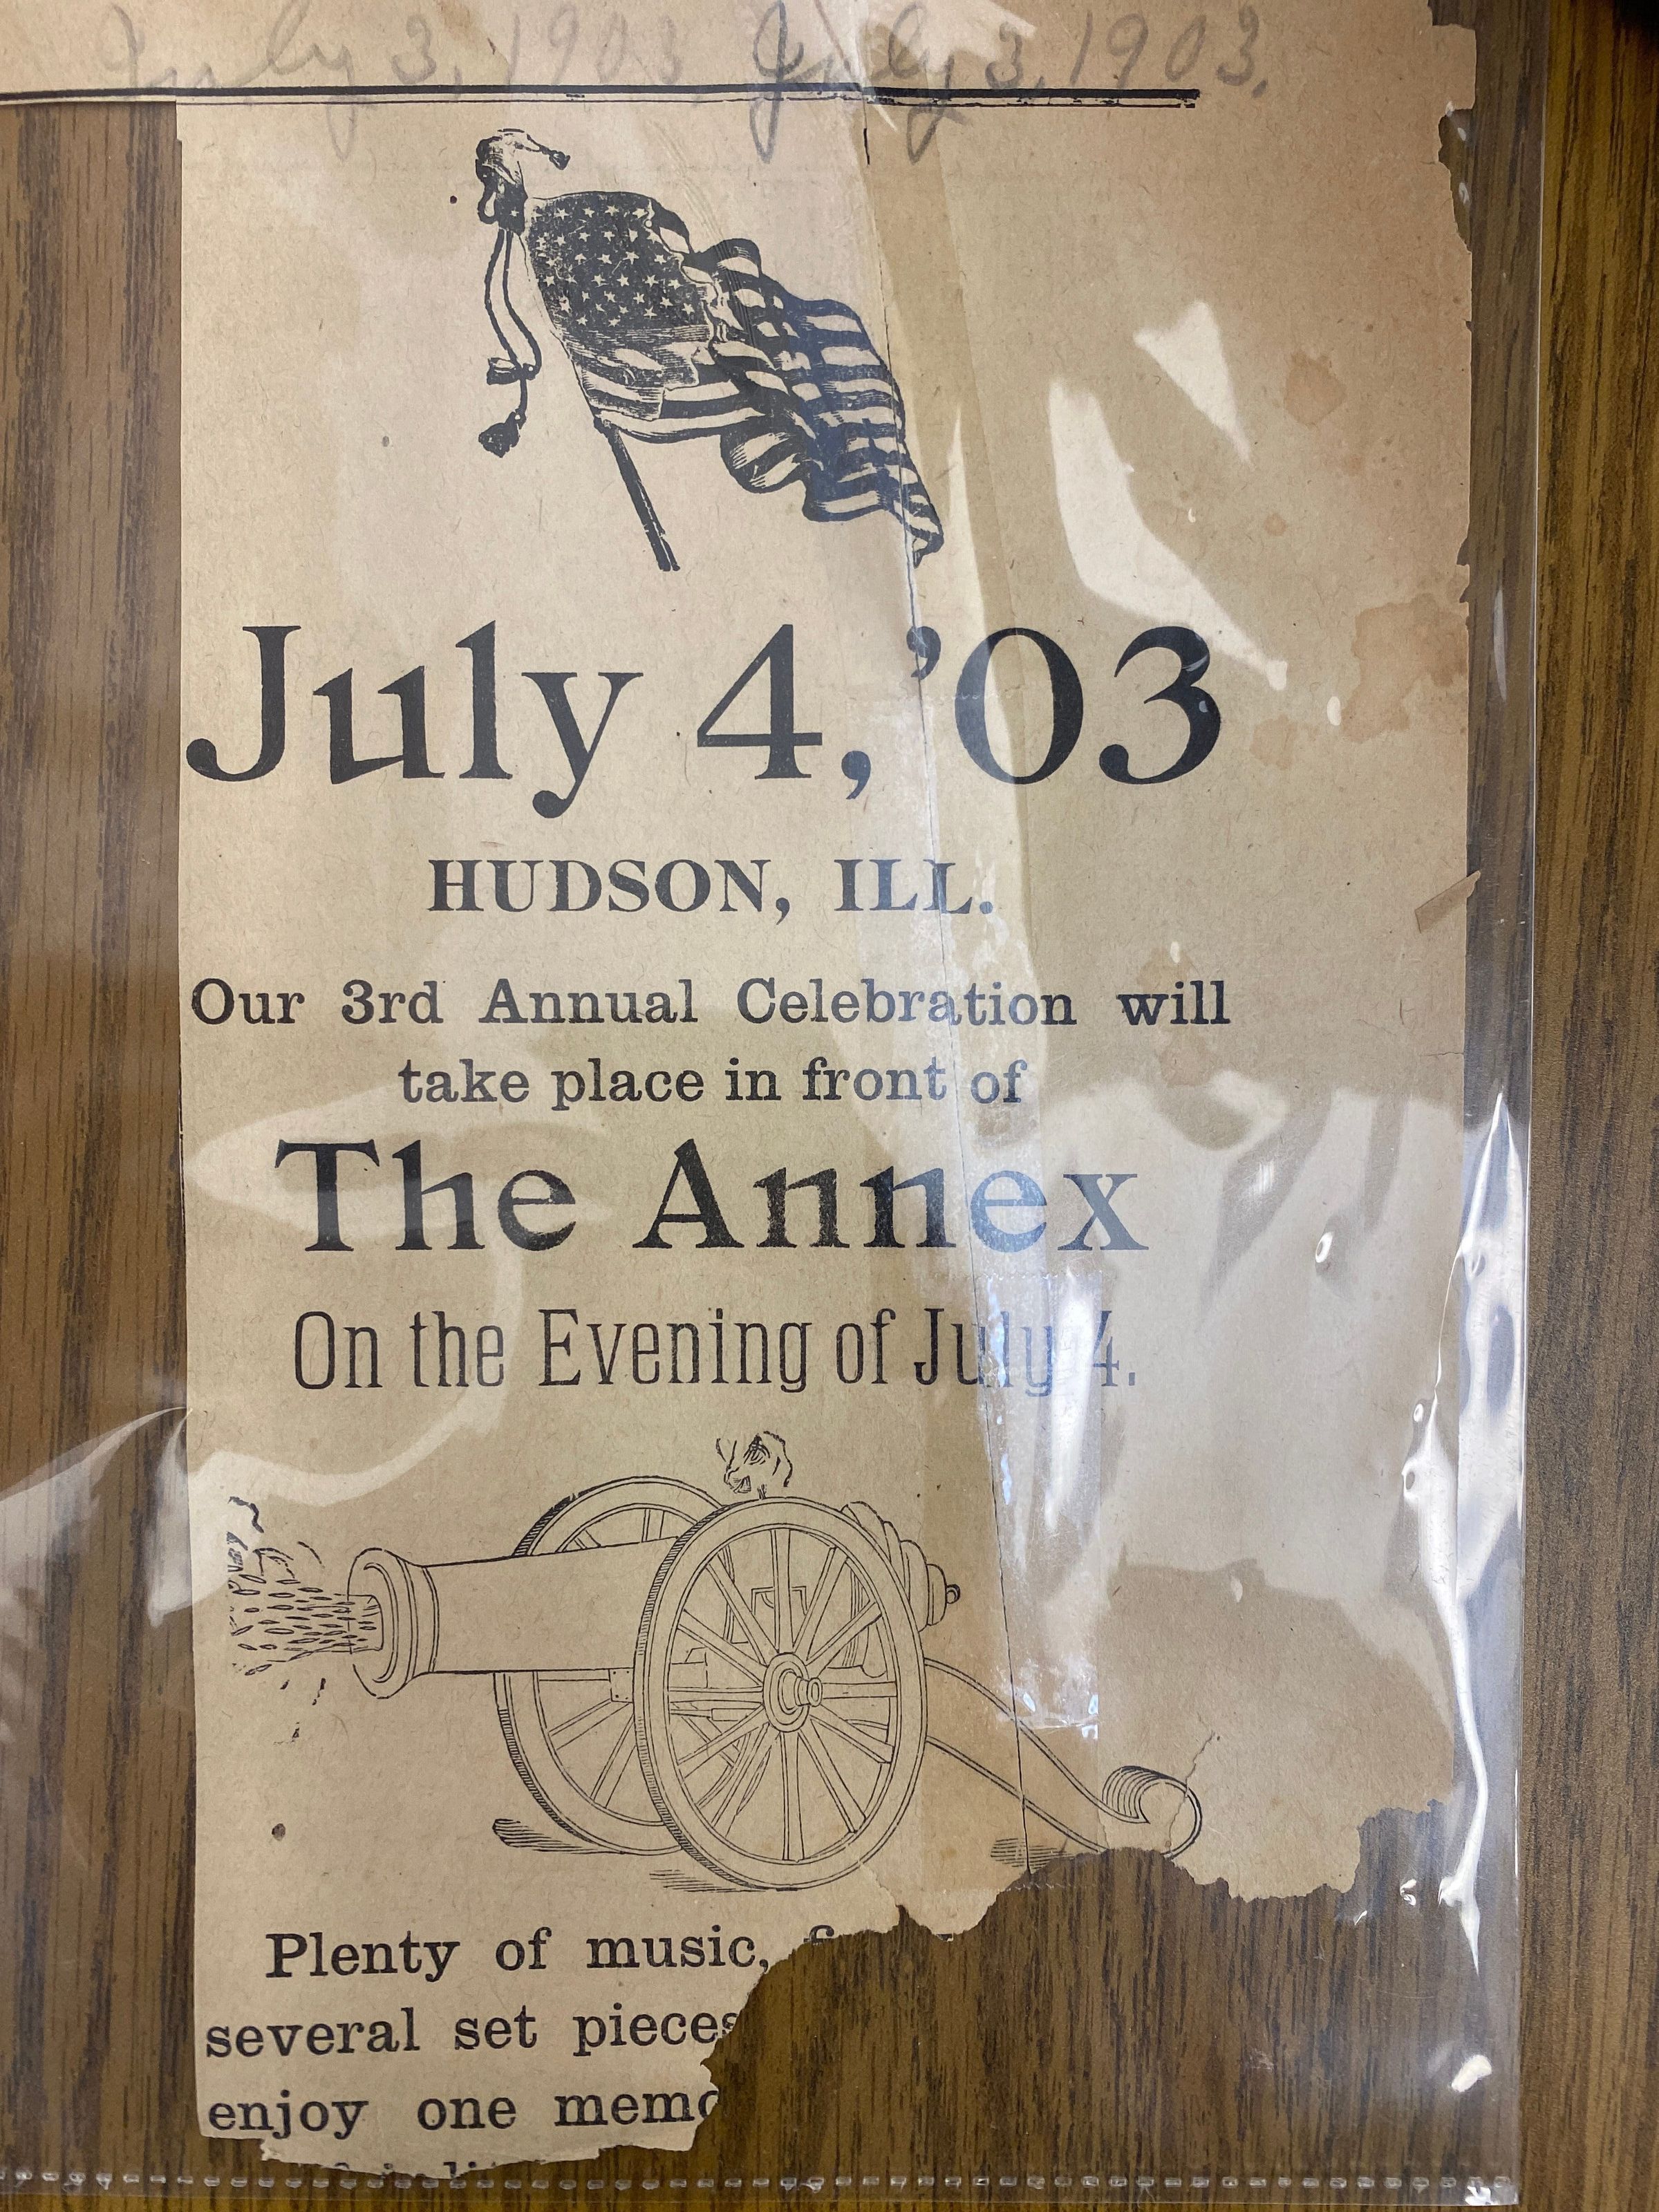 July 3, 1903 July 3, 1903.
July 4, '03
HUDSON, ILL.
Our 3rd Annual Celebration will
take place in front of
The Annex
On the Evening of July 4.
Plenty of music,
several set pieces
enjoy one